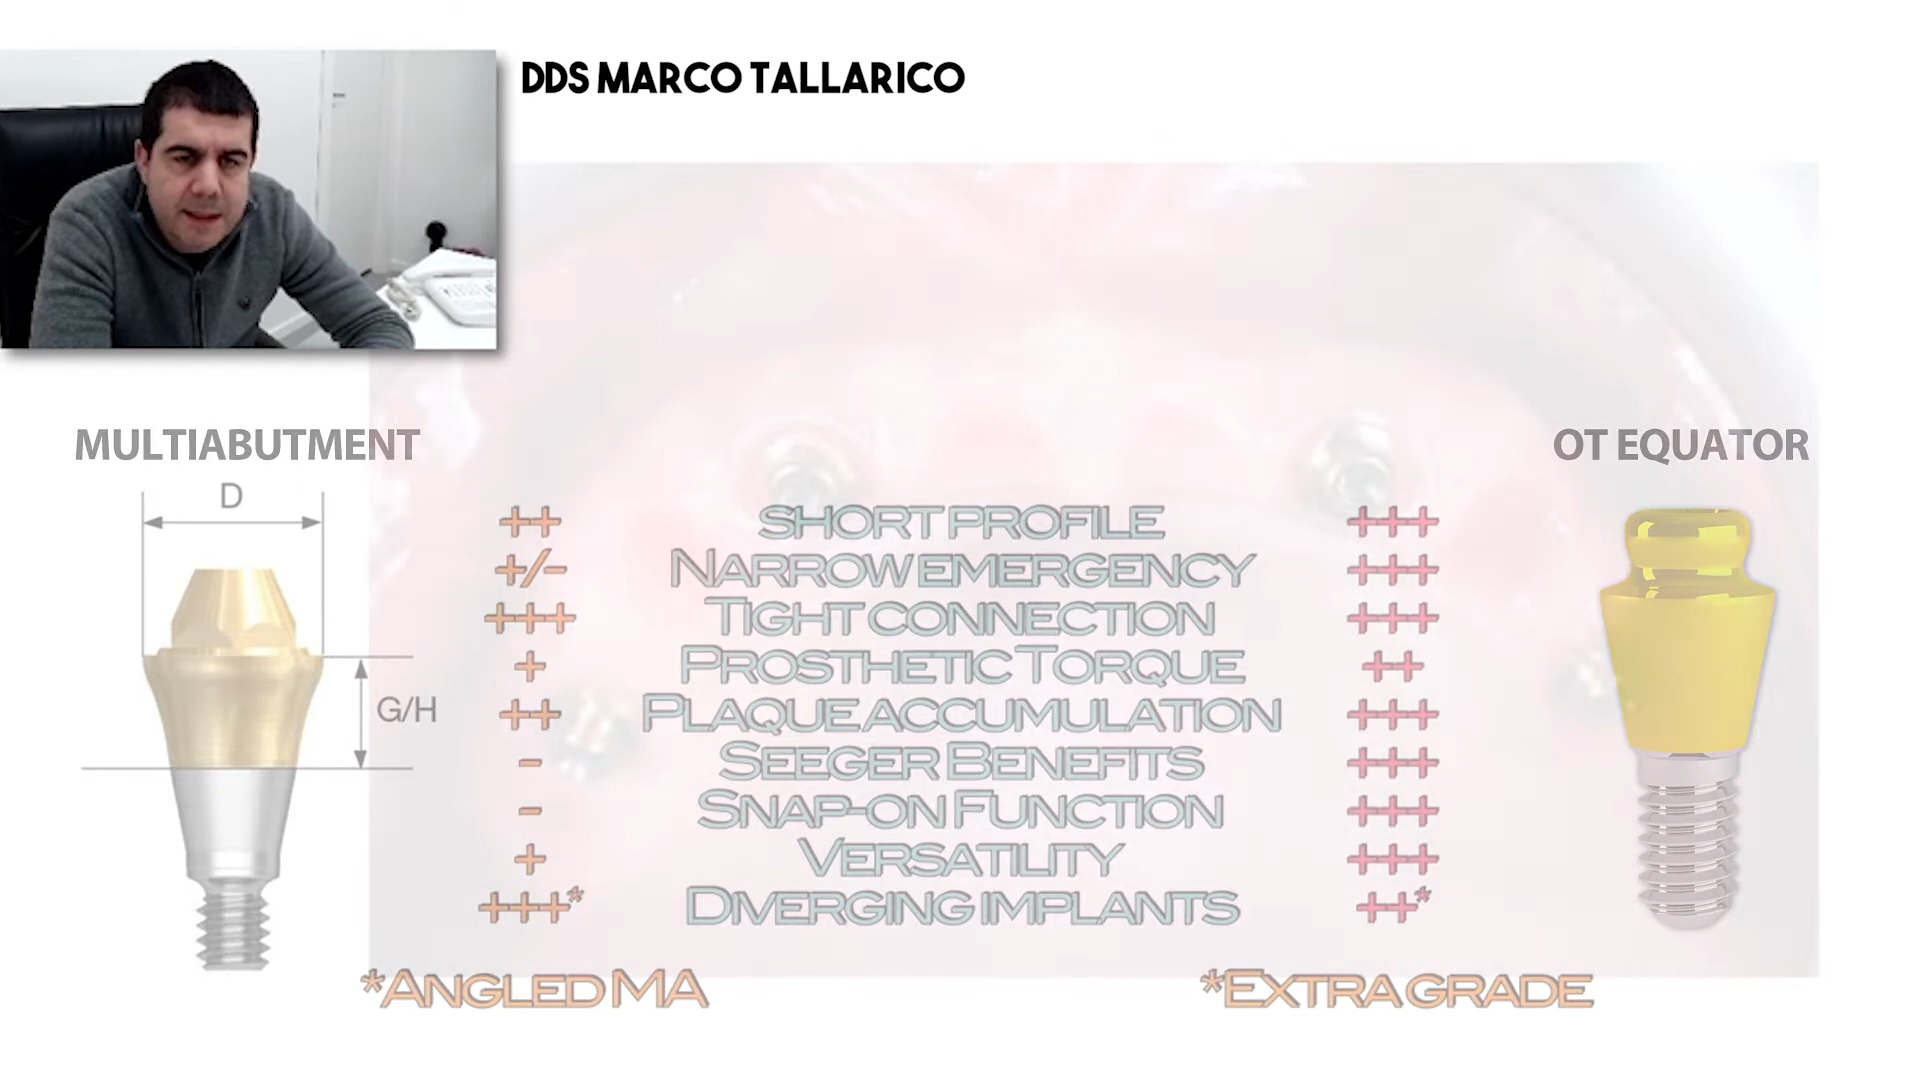 DDS MARCO TALLARICO
MULTIABUTMENT
OT EQUATOR
D
G/H
++ SHORT PROFILE +++
+/- NARROW EMERGENCY +++
+++ TIGHT CONNECTION +++
+ PROSTHETIC TORQUE ++
++ PLAQUE ACCUMULATION +++
- SEEGER BENEFITS +++
- SNAP-ON FUNCTION +++
+ VERSATILITY +++
+++* DIVERGING IMPLANTS ++*
*ANGLED MA
*EXTRA GRADE